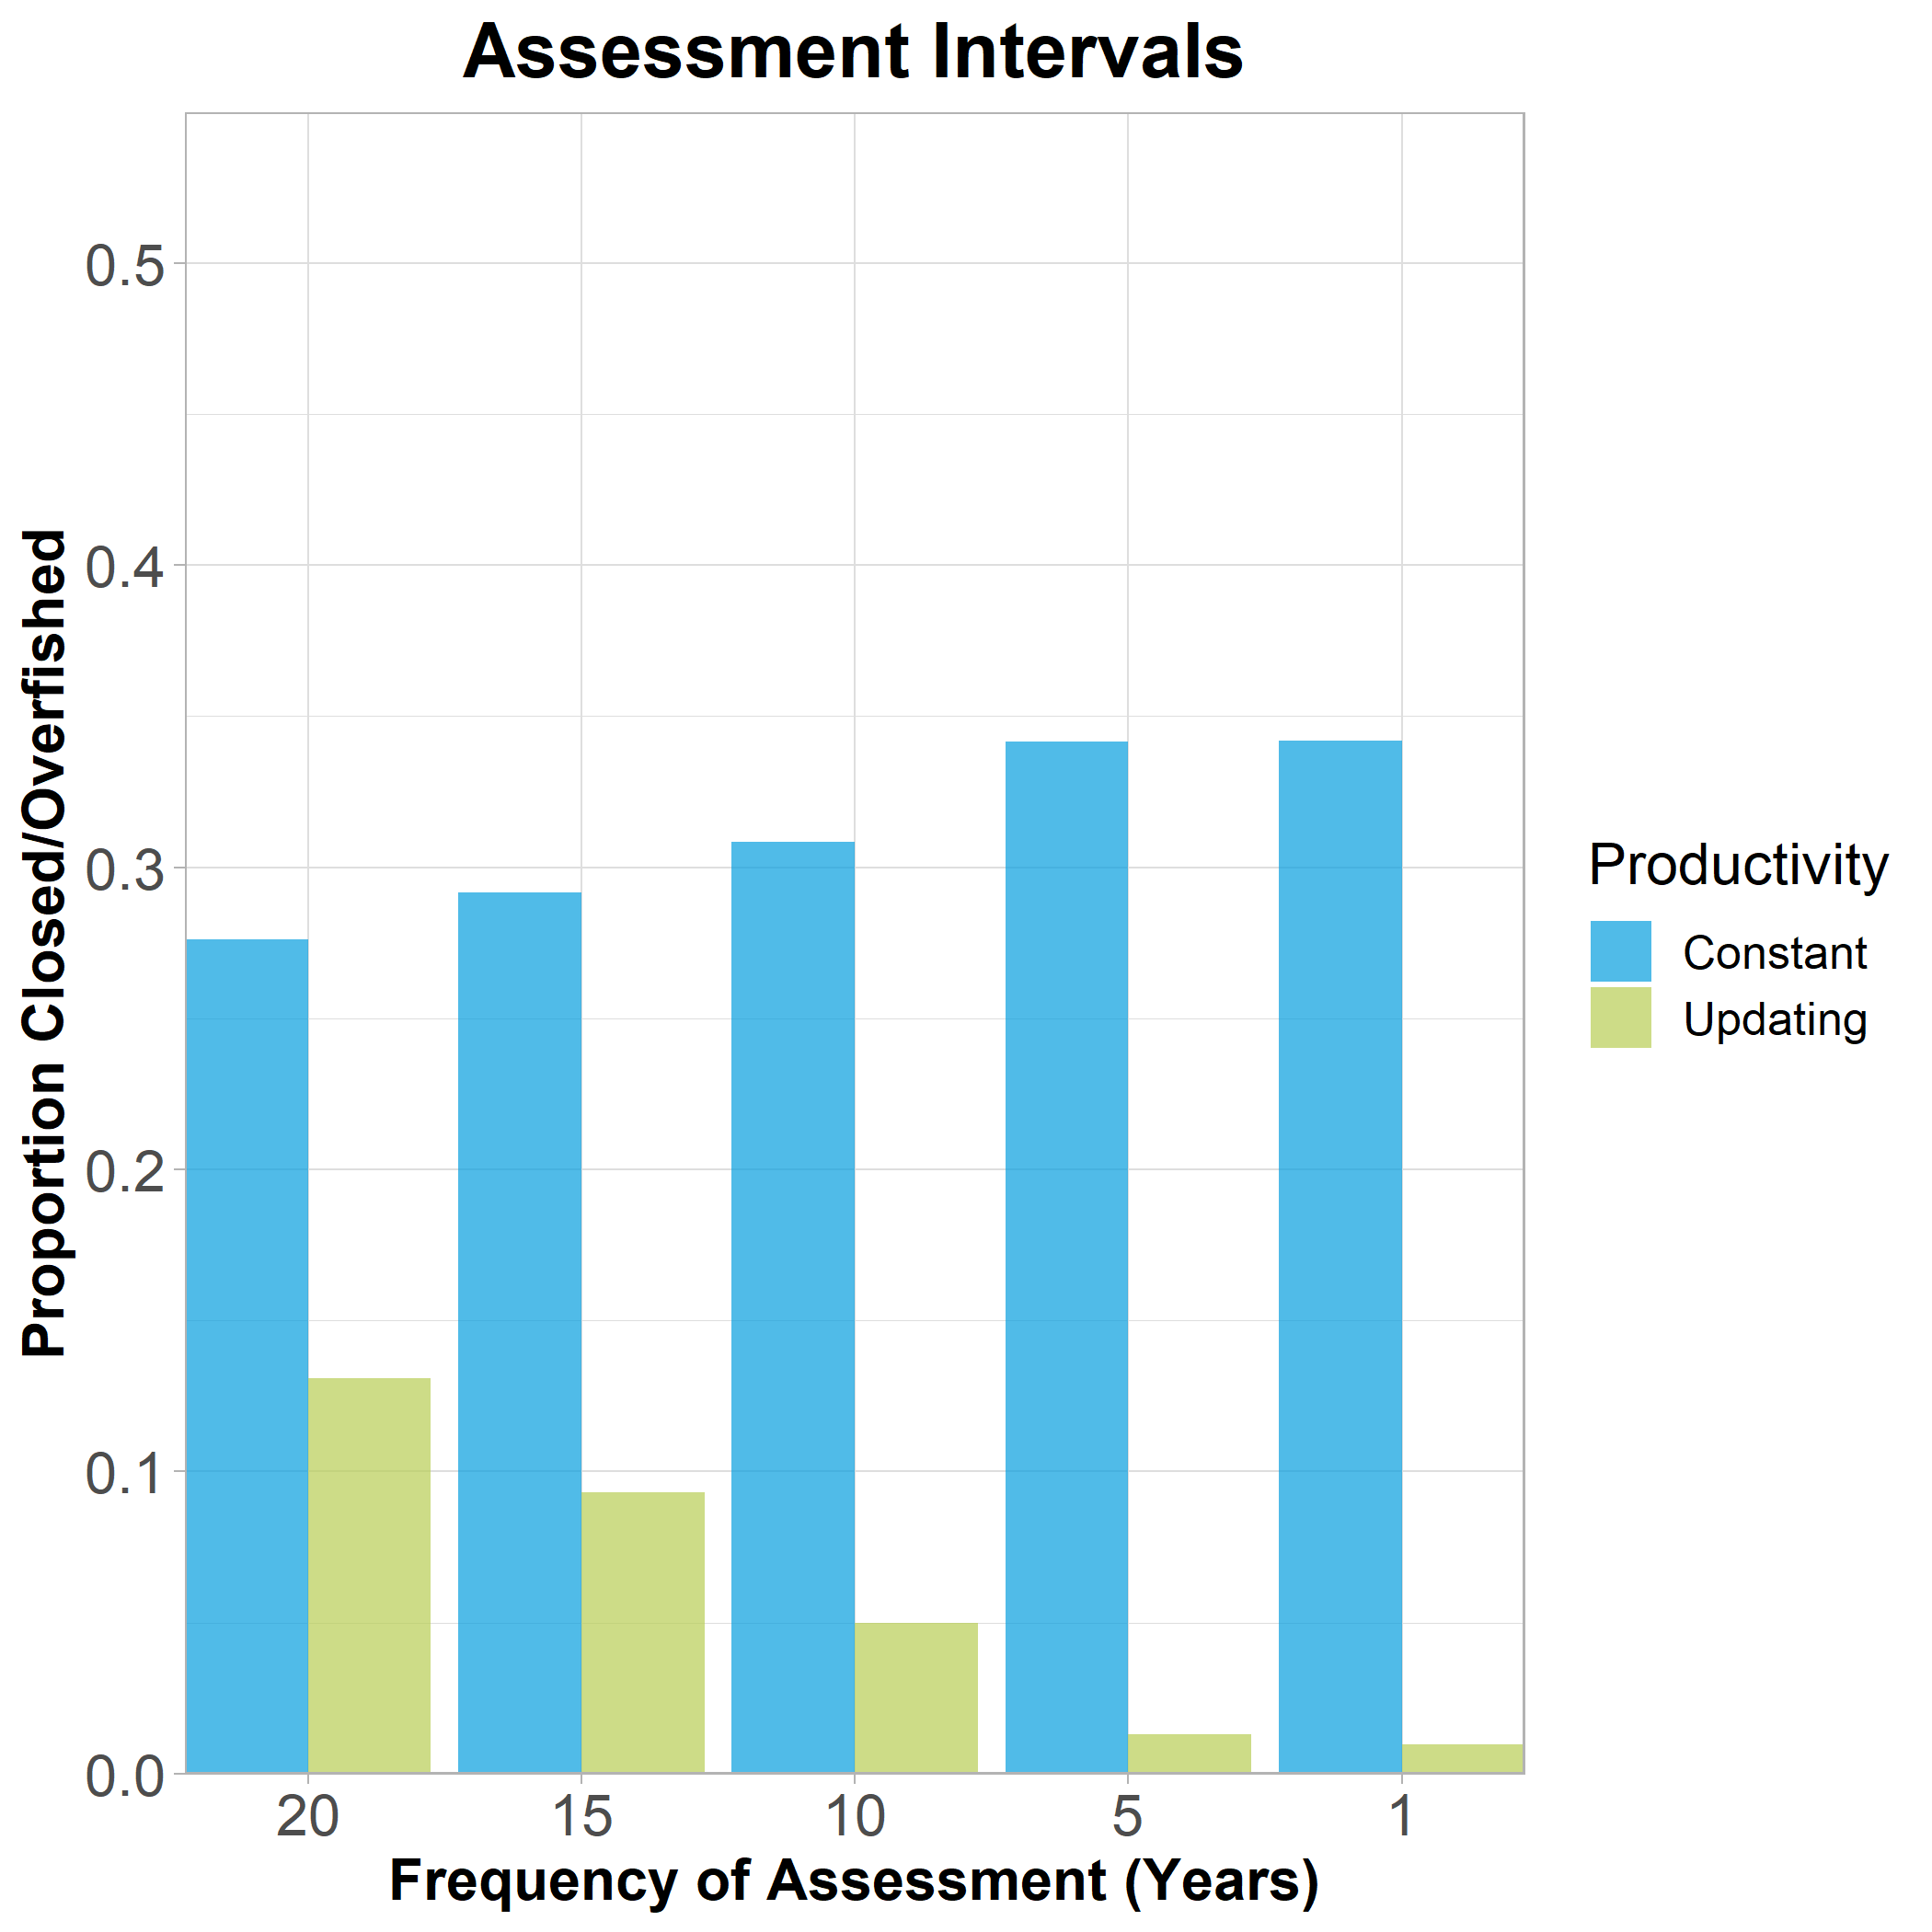 Assessment Intervals
Proportion Closed/Overfished
0.5
0.4
0.3
0.2
0.1
0.0
20 15 10 5 1
Frequency of Assessment (Years)
Productivity
Constant
Updating